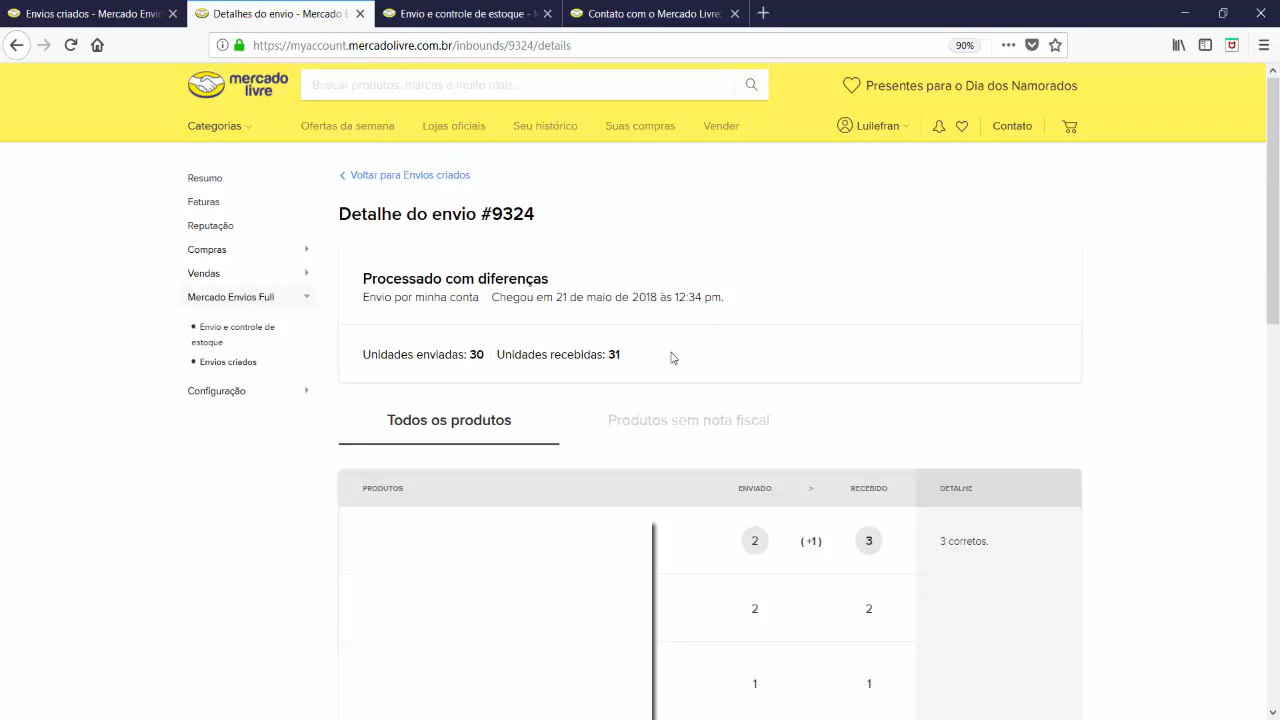 Envios criados - Mercado Envi
Detalhes do envio - Mercado E
Envio e controle de estoque - M
Contato com o Mercado Livre
https://myaccount.mercadolivre.com.br/inbounds/9324/details
90%
mercado
livre
Buscar produtos, marcas e muito mais...
Presentes para o Dia dos Namorados
Categorias
Ofertas da semana
Lojas oficiais
Seu histórico
Suas compras
Vender
Luilefran
Contato
Resumo
Faturas
Reputação
Compras
Vendas
Mercado Envios Full
Envio e controle de
estoque
Envios criados
Configuração
Voltar para Envios criados
Detalhe do envio #9324
Processado com diferenças
Envio por minha conta Chegou em 21 de maio de 2018 às 12:34 pm.
Unidades enviadas: 30 Unidades recebidas: 31
Todos os produtos
Produtos sem nota fiscal
PRODUTOS ENVIADO > RECEBIDO DETALHE
2 (+1) 3 3 corretos.
2 2
1 1